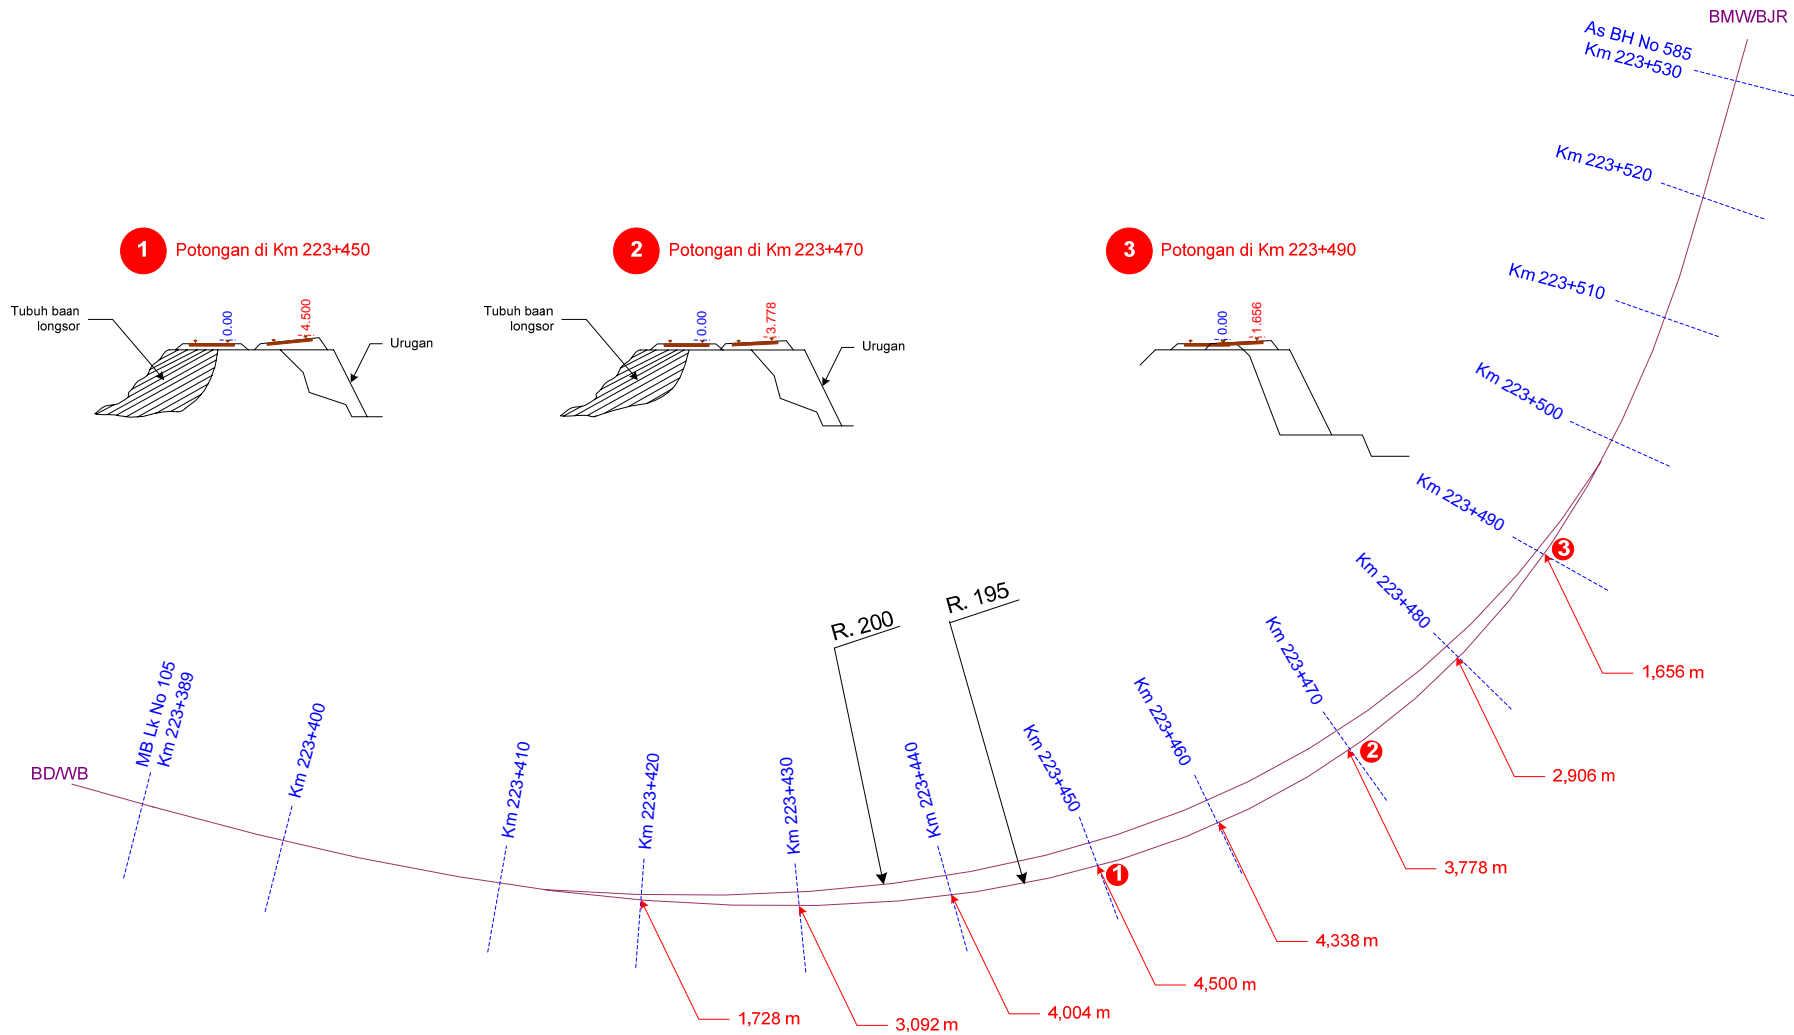 BMW/BJR
As BH No 585
Km 223+530
Km 223+520
1 Potongan di Km 223+450
2 Potongan di Km 223+470
3 Potongan di Km 223+490
Km 223+510
Tubuh baan
longsor
0.00
4.500
Urugan
Tubuh baan
longsor
0.00
3.778
Urugan
0.00
1.656
Km 223+500
Km 223+490
3
Km 223+480
R. 195
R. 200
Km 223+470
2
1,656 m
Km 223+460
MB Lk No 105
Km 223+389
Km 223+400
Km 223+410
Km 223+420
Km 223+430
Km 223+440
Km 223+450
1
BD/WB
2,906 m
3,778 m
4,338 m
4,500 m
4,004 m
1,728 m
3,092 m